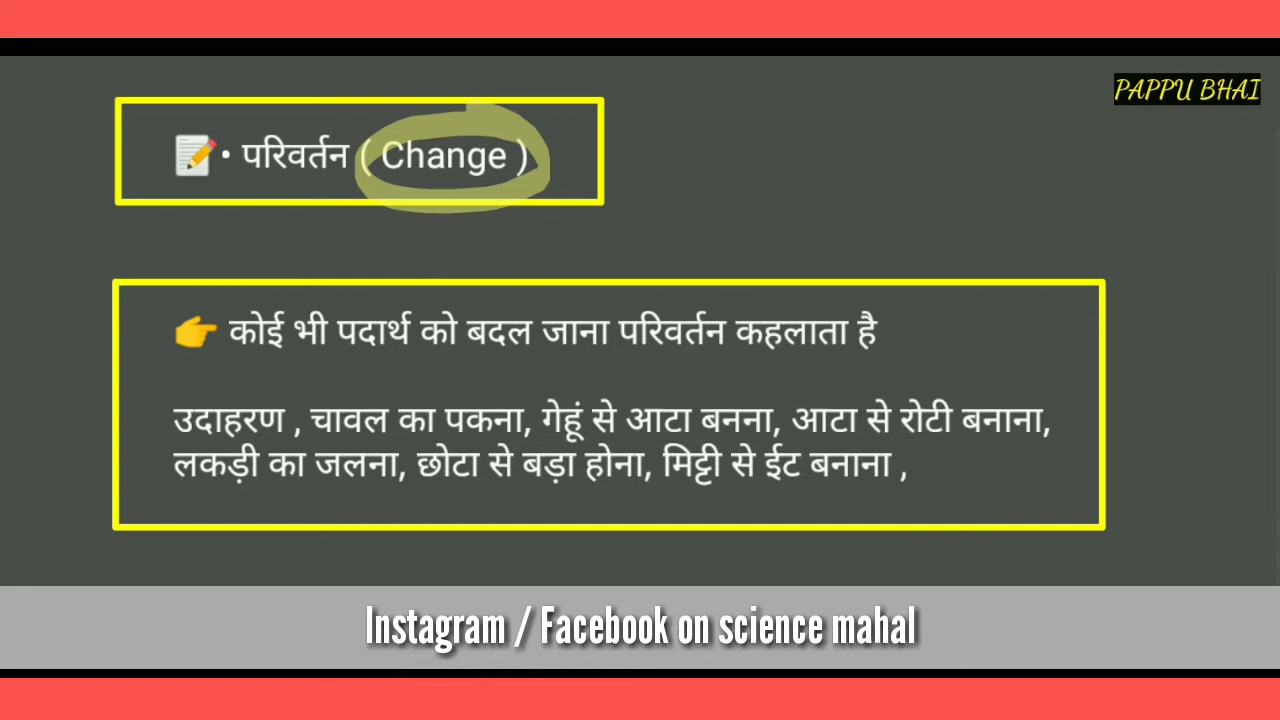 PAPPU BHAI
📝• परिवर्तन ( Change )
👉 कोई भी पदार्थ को बदल जाना परिवर्तन कहलाता है
उदाहरण , चावल का पकना, गेहूं से आटा बनना, आटा से रोटी बनाना,
लकड़ी का जलना, छोटा से बड़ा होना, मिट्टी से ईट बनाना ,
Instagram / Facebook on science mahal